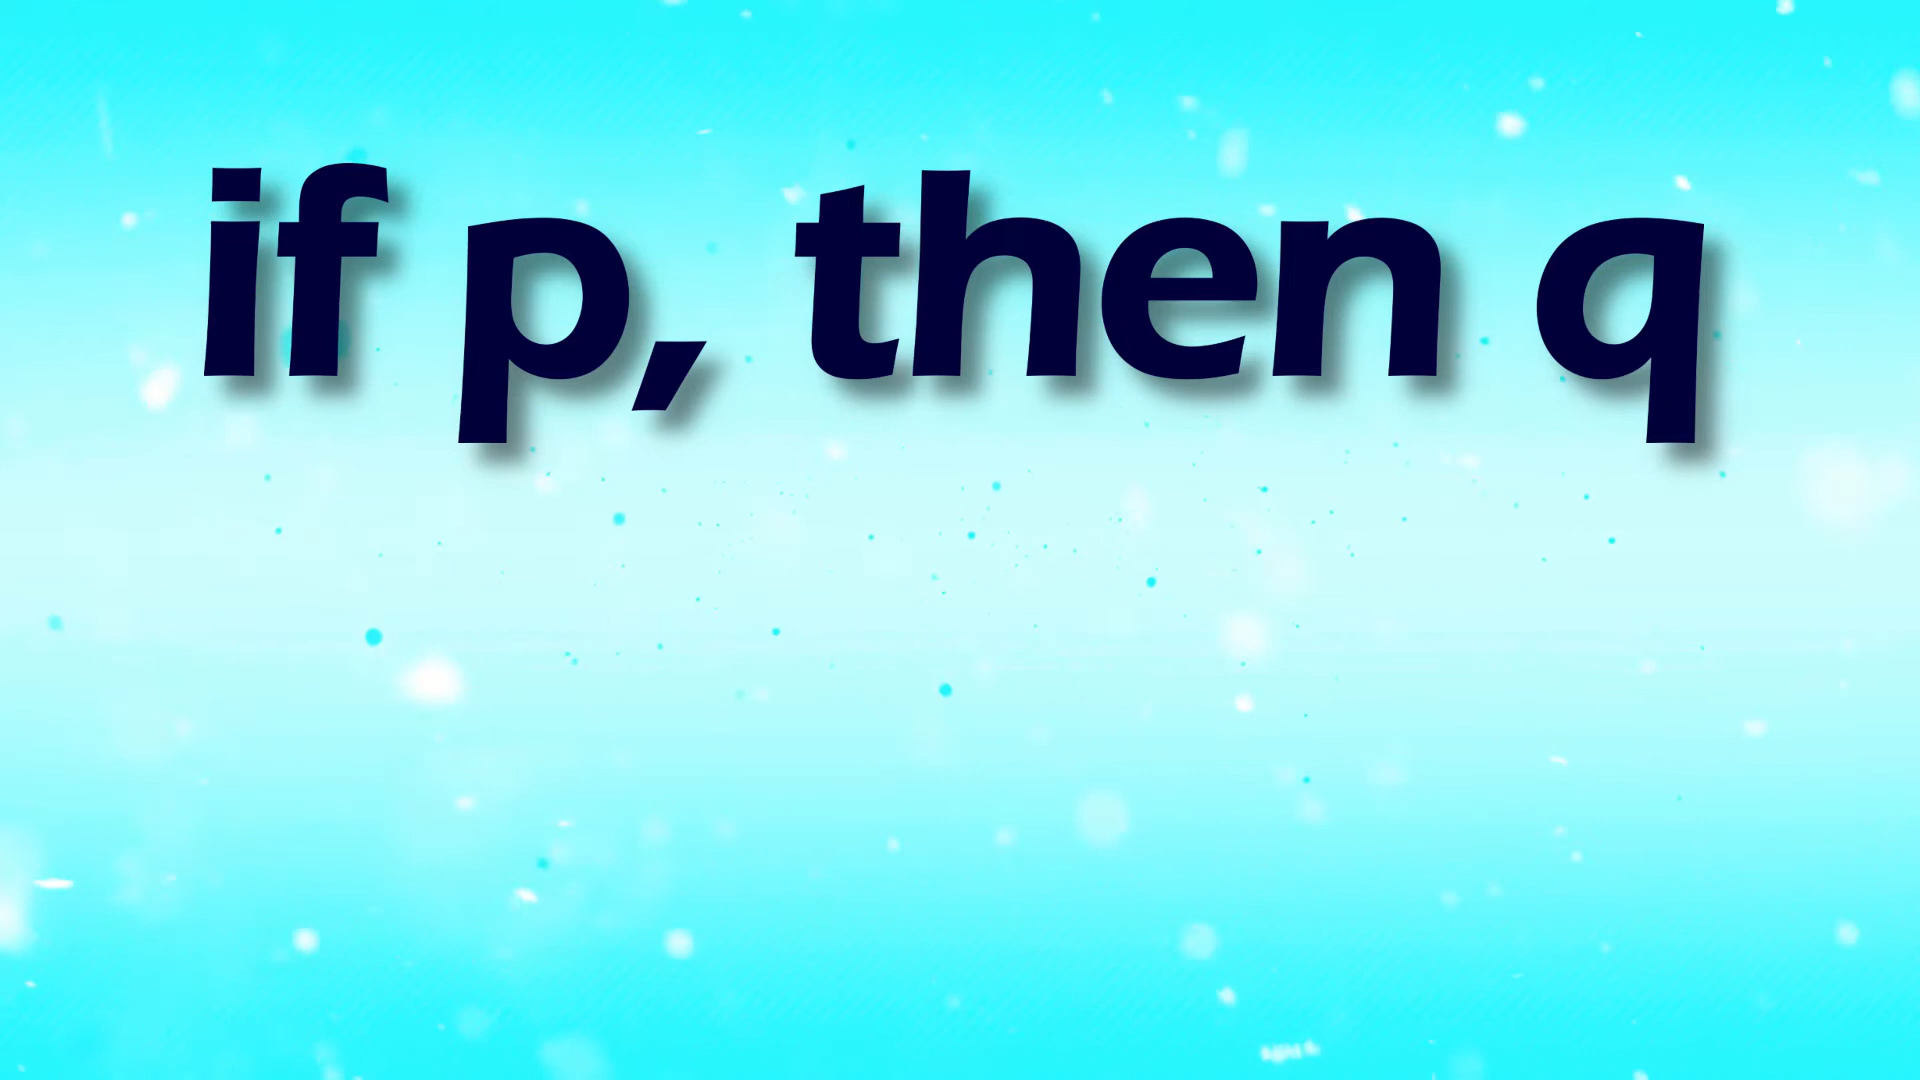 if p, then q